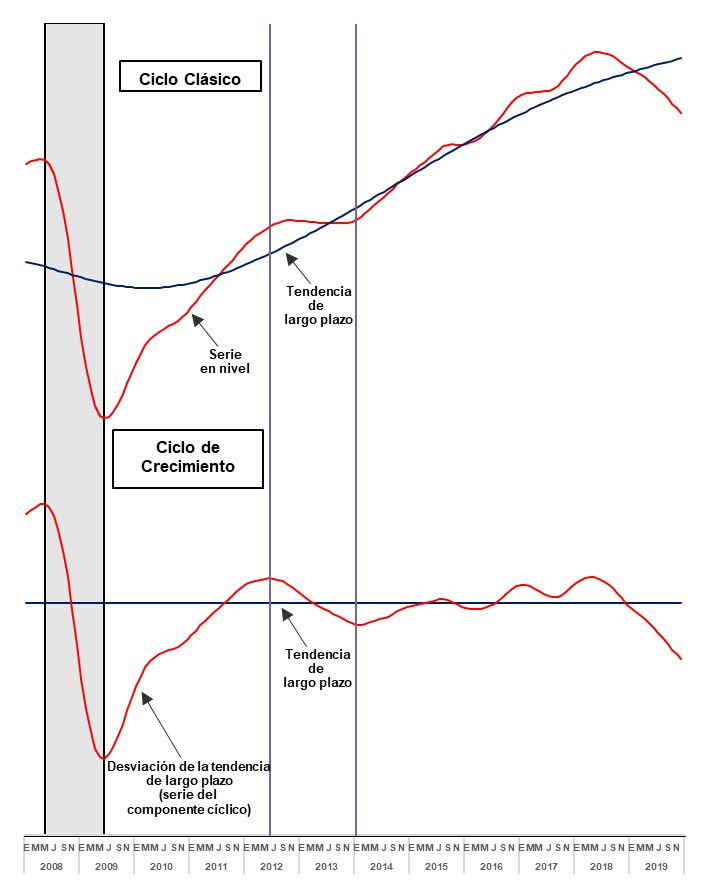 Ciclo Clásico
Tendencia
de
largo plazo
Serie
en nivel
Ciclo de
Crecimiento
Tendencia
de
largo plazo
Desviación de la tendencia
de largo plazo
(serie del
componente cíclico)
E M M J S N E M M J S N E M M J S N E M M J S N E M M J S N E M M J S N E M M J S N E M M J S N E M M J S N E M M J S N E M M J S N E M M J S N
2008 2009 2010 2011 2012 2013 2014 2015 2016 2017 2018 2019